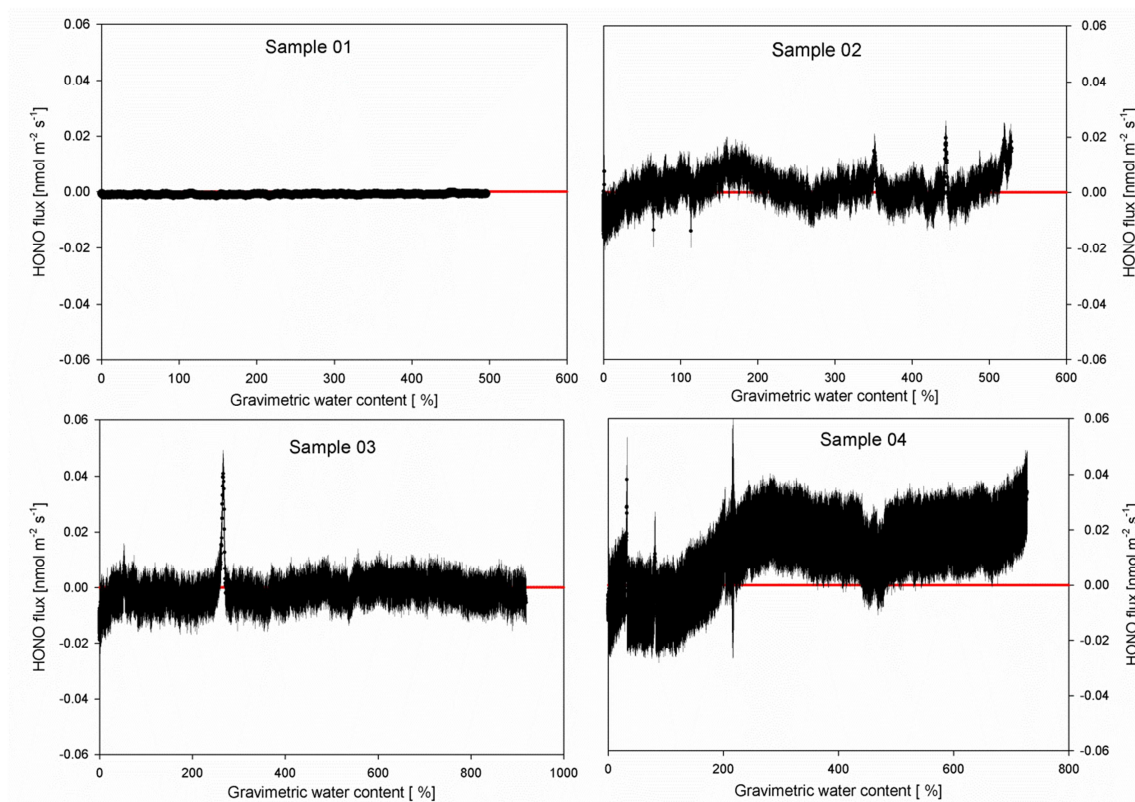 Sample 01
0.06
0.04
0.02
0.00
-0.02
-0.04
-0.06
HONO flux [nmol m⁻² s⁻¹]
0 100 200 300 400 500 600
Gravimetric water content [ %]
Sample 02
0.06
0.04
0.02
0.00
-0.02
-0.04
-0.06
HONO flux [nmol m⁻² s⁻¹]
0 100 200 300 400 500 600
Gravimetric water content [ %]
Sample 03
0.06
0.04
0.02
0.00
-0.02
-0.04
-0.06
HONO flux [nmol m⁻² s⁻¹]
0 200 400 600 800 1000
Gravimetric water content [ %]
Sample 04
0.06
0.04
0.02
0.00
-0.02
-0.04
-0.06
HONO flux [nmol m⁻² s⁻¹]
0 200 400 600 800
Gravimetric water content [ %]